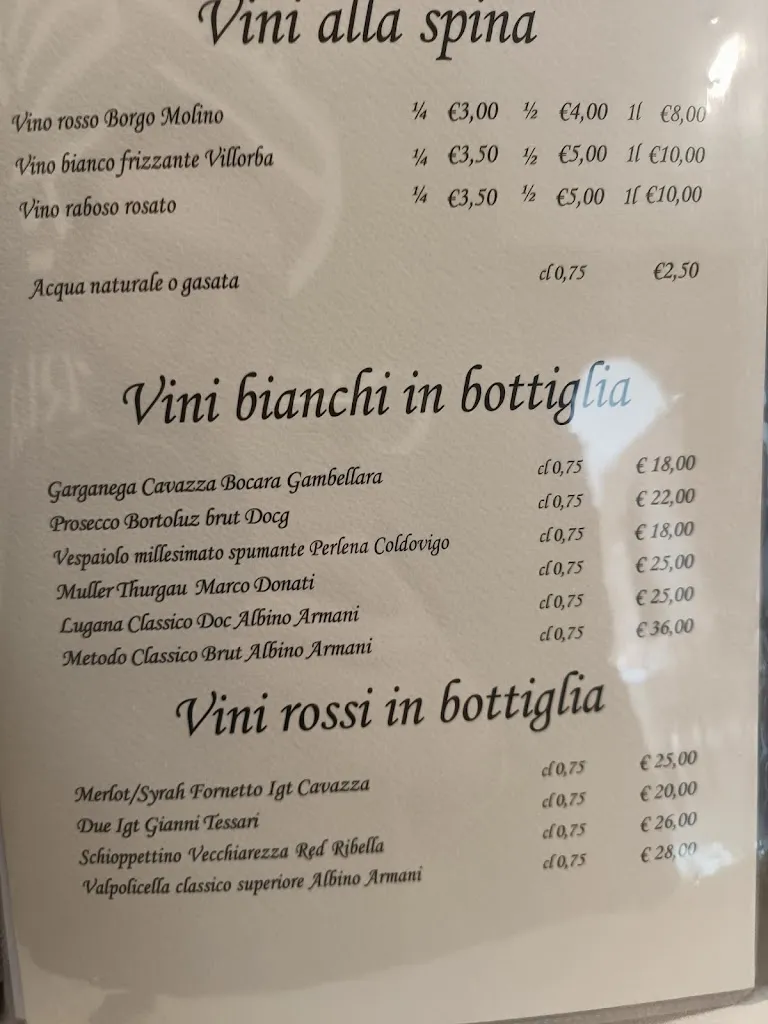 Vini alla spina
Vino rosso Borgo Molino ¼ €3,00 ½ €4,00 1l €8,00
Vino bianco frizzante Villorba ¼ €3,50 ½ €5,00 1l €10,00
Vino raboso rosato ¼ €3,50 ½ €5,00 1l €10,00
Acqua naturale o gasata cl 0,75 €2,50
Vini bianchi in bottiglia
Garganega Cavazza Bocara Gambellara cl 0,75 € 18,00
Prosecco Bortoluz brut Docg cl 0,75 € 22,00
Vespaiolo millesimato spumante Perlena Coldovigo cl 0,75 € 18,00
Muller Thurgau Marco Donati cl 0,75 € 25,00
Lugana Classico Doc Albino Armani cl 0,75 € 25,00
Metodo Classico Brut Albino Armani cl 0,75 € 36,00
Vini rossi in bottiglia
Merlot/Syrah Fornetto Igt Cavazza cl 0,75 € 25,00
Due Igt Gianni Tessari cl 0,75 € 20,00
Schioppettino Vecchiarezza Red Ribella cl 0,75 € 26,00
Valpolicella classico superiore Albino Armani cl 0,75 € 28,00